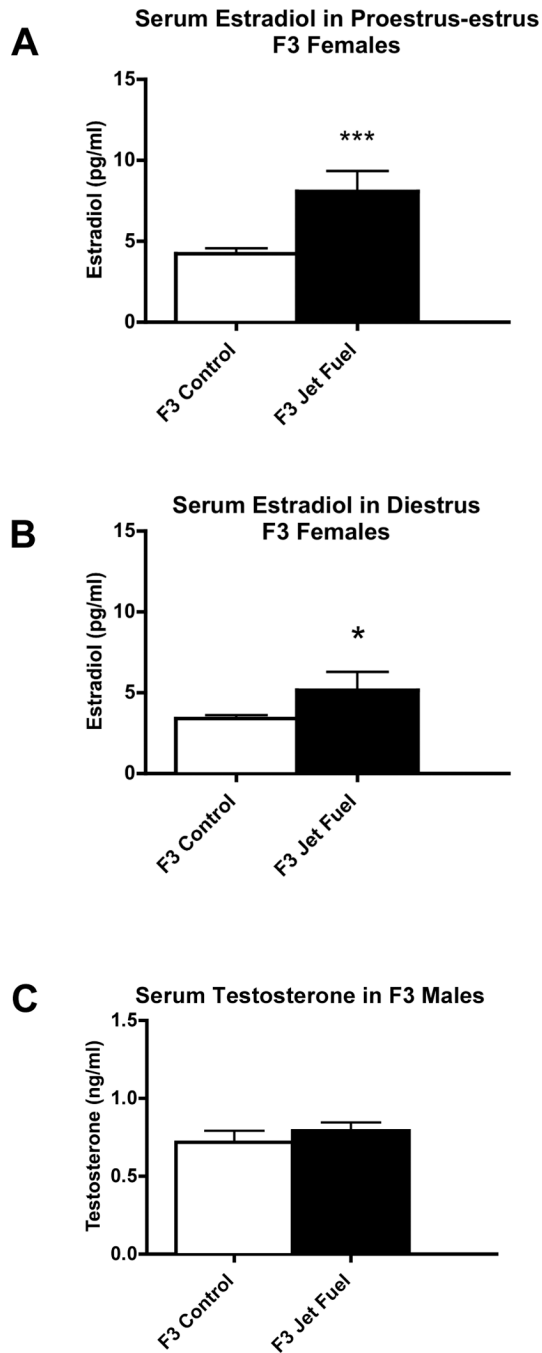 A
Serum Estradiol in Proestrus-estrus
F3 Females
15
10
5
0
Estradiol (pg/ml)
***
F3 Control
F3 Jet Fuel
B
Serum Estradiol in Diestrus
F3 Females
15
10
5
0
Estradiol (pg/ml)
*
F3 Control
F3 Jet Fuel
C
Serum Testosterone in F3 Males
1.5
1.0
0.5
0.0
Testosterone (ng/ml)
F3 Control
F3 Jet Fuel